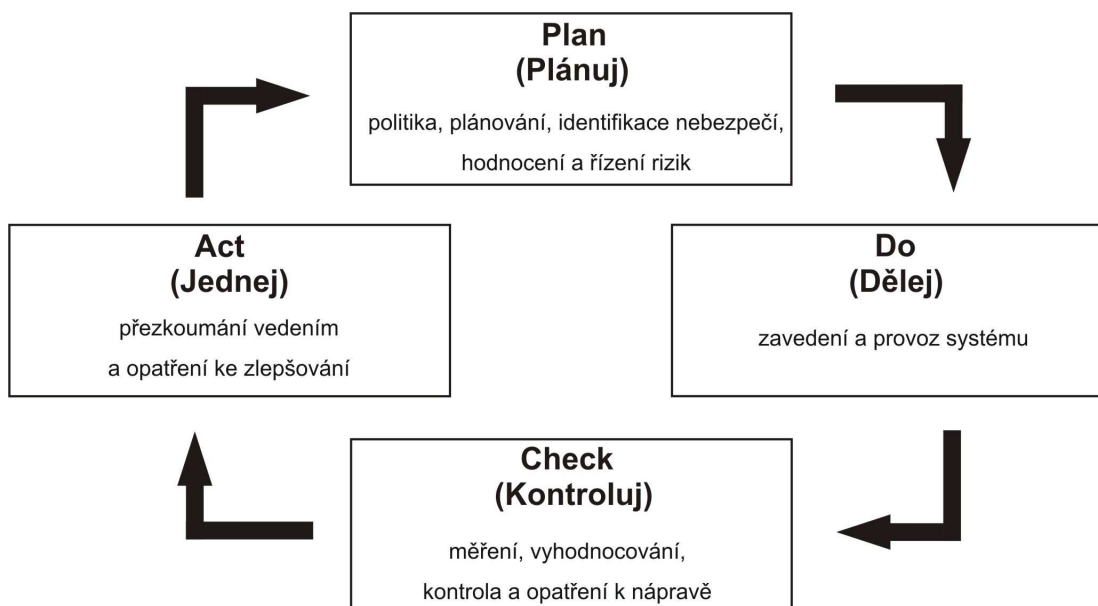 Plan
(Plánuj)
politika, plánování, identifikace nebezpečí,
hodnocení a řízení rizik
Act
(Jednej)
přezkoumání vedením
a opatření ke zlepšování
Do
(Dělej)
zavedení a provoz systému
Check
(Kontroluj)
měření, vyhodnocování,
kontrola a opatření k nápravě